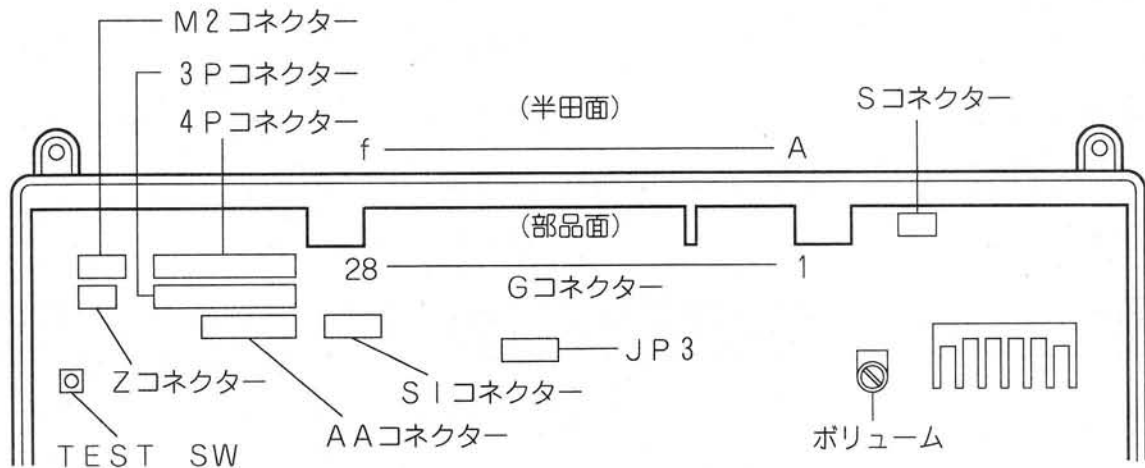 M2コネクター
3Pコネクター
4Pコネクター
(半田面)
Sコネクター
f
A
(部品面)
28
1
Gコネクター
JP3
Zコネクター
SIコネクター
AAコネクター
ボリューム
TEST SW